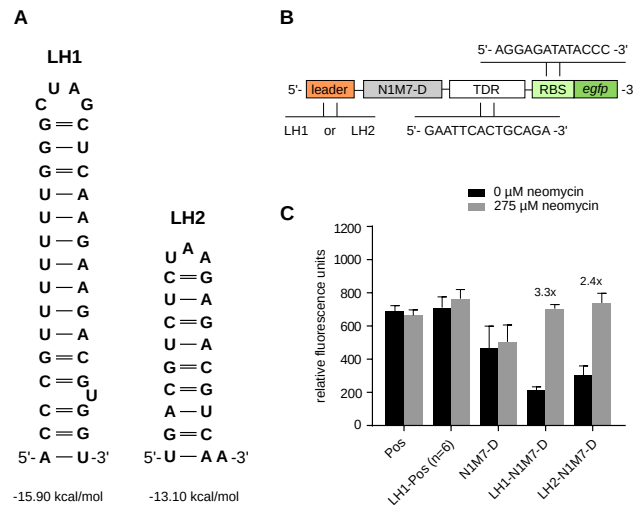 A
LH1
U A
C G
G C
G U
G C
U A
U A
U G
U A
U A
U G
U A
G C
C G
U
C G
C G
5'- A U -3'
-15.90 kcal/mol
LH2
U A A
C G
U A
C G
U A
G C
C G
A U
G C
5'- U A A -3'
-13.10 kcal/mol
B
5'- AGGAGATATACCC -3'
5'- leader N1M7-D TDR RBS egfp -3
LH1 or LH2
5'- GAATTCACTGCAGA -3'
C
0 µM neomycin
275 µM neomycin
relative fluorescence units
1200
1000
800
600
400
200
0
3.3x
2.4x
Pos
LH1-Pos (n=6)
N1M7-D
LH1-N1M7-D
LH2-N1M7-D